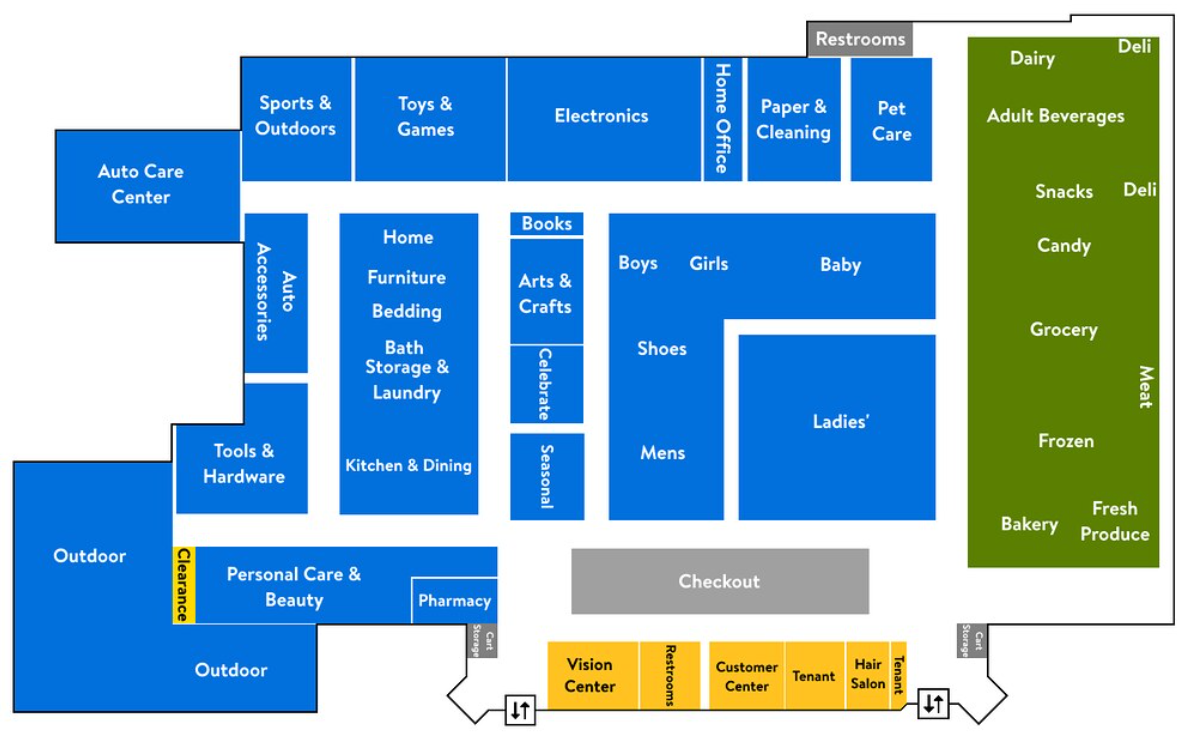 Restrooms
Deli
Dairy
Sports &
Outdoors
Toys &
Games
Electronics
Home Office
Paper &
Cleaning
Pet
Care
Adult Beverages
Auto Care
Center
Snacks
Deli
Books
Home
Candy
Auto
Accessories
Furniture
Arts &
Crafts
Boys
Girls
Baby
Bedding
Grocery
Bath
Storage &
Laundry
Celebrate
Shoes
Meat
Ladies'
Tools &
Hardware
Kitchen & Dining
Seasonal
Mens
Frozen
Bakery
Fresh
Produce
Outdoor
Clearance
Personal Care &
Beauty
Pharmacy
Checkout
Cart
Storage
Cart
Storage
Outdoor
Vision
Center
Restrooms
Customer
Center
Tenant
Hair
Salon
Tenant